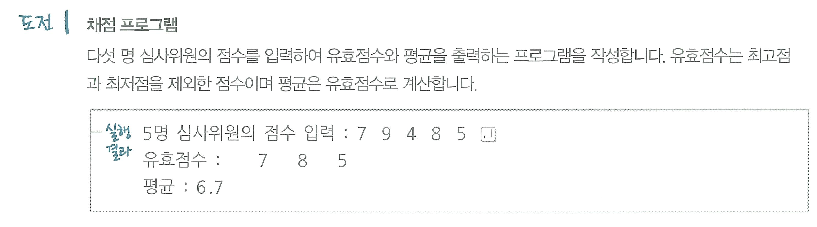 도전 1 채점 프로그램
다섯 명 심사위원의 점수를 입력하여 유효점수와 평균을 출력하는 프로그램을 작성합니다. 유효점수는 최고점
과 최저점을 제외한 점수이며 평균은 유효점수로 계산합니다.
실행
결과
5명 심사위원의 점수 입력 : 7 9 4 8 5 ↵
유효점수 : 7 8 5
평균 : 6.7